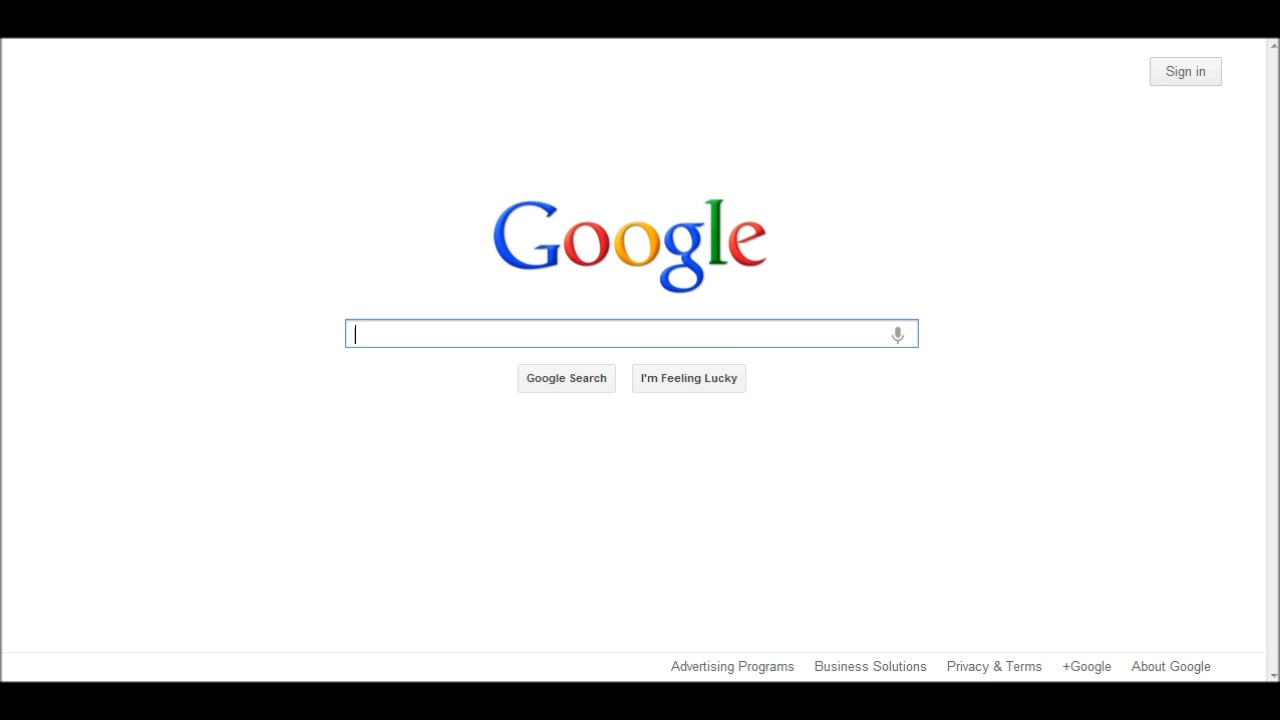 Sign in
Google
Google Search I'm Feeling Lucky
Advertising Programs Business Solutions Privacy & Terms +Google About Google